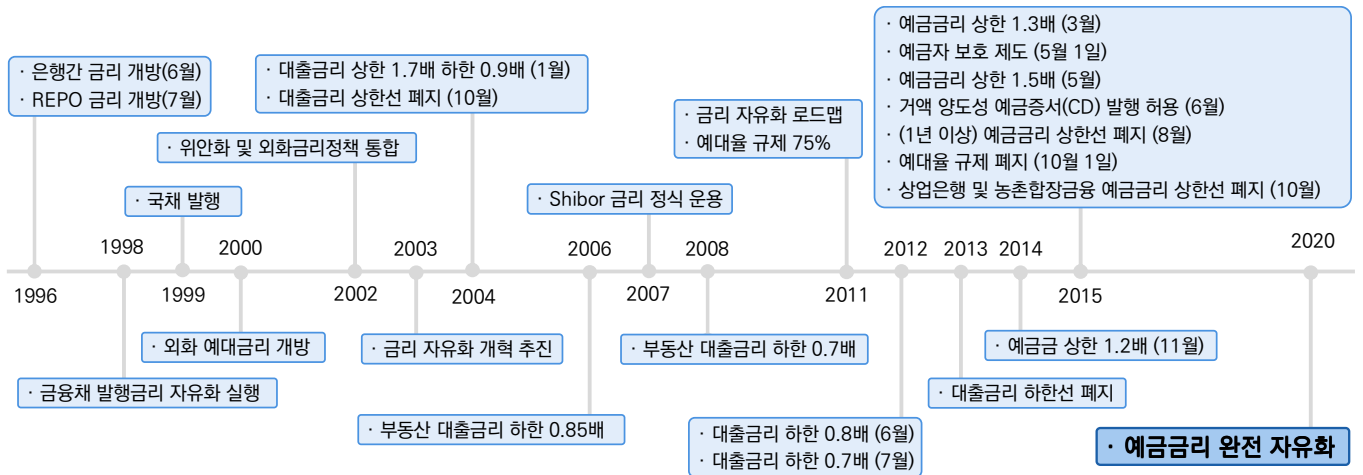 · 은행간 금리 개방(6월)
· REPO 금리 개방(7월)
· 대출금리 상한 1.7배 하한 0.9배 (1월)
· 대출금리 상한선 폐지 (10월)
· 위안화 및 외화금리정책 통합
· 국채 발행
· Shibor 금리 정식 운용
· 금리 자유화 로드맵
· 예대율 규제 75%
· 예금금리 상한 1.3배 (3월)
· 예금자 보호 제도 (5월 1일)
· 예금금리 상한 1.5배 (5월)
· 거액 양도성 예금증서(CD) 발행 허용 (6월)
· (1년 이상) 예금금리 상한선 폐지 (8월)
· 예대율 규제 폐지 (10월 1일)
· 상업은행 및 농촌합장금융 예금금리 상한선 폐지 (10월)
1998
2000
2003
2006
2008
2012
2013
2014
2020
1996
1999
2002
2004
2007
2011
2015
· 외화 예대금리 개방
· 금리 자유화 개혁 추진
· 부동산 대출금리 하한 0.7배
· 예금금 상한 1.2배 (11월)
· 금융채 발행금리 자유화 실행
· 대출금리 하한선 폐지
· 부동산 대출금리 하한 0.85배
· 대출금리 하한 0.8배 (6월)
· 대출금리 하한 0.7배 (7월)
· 예금금리 완전 자유화